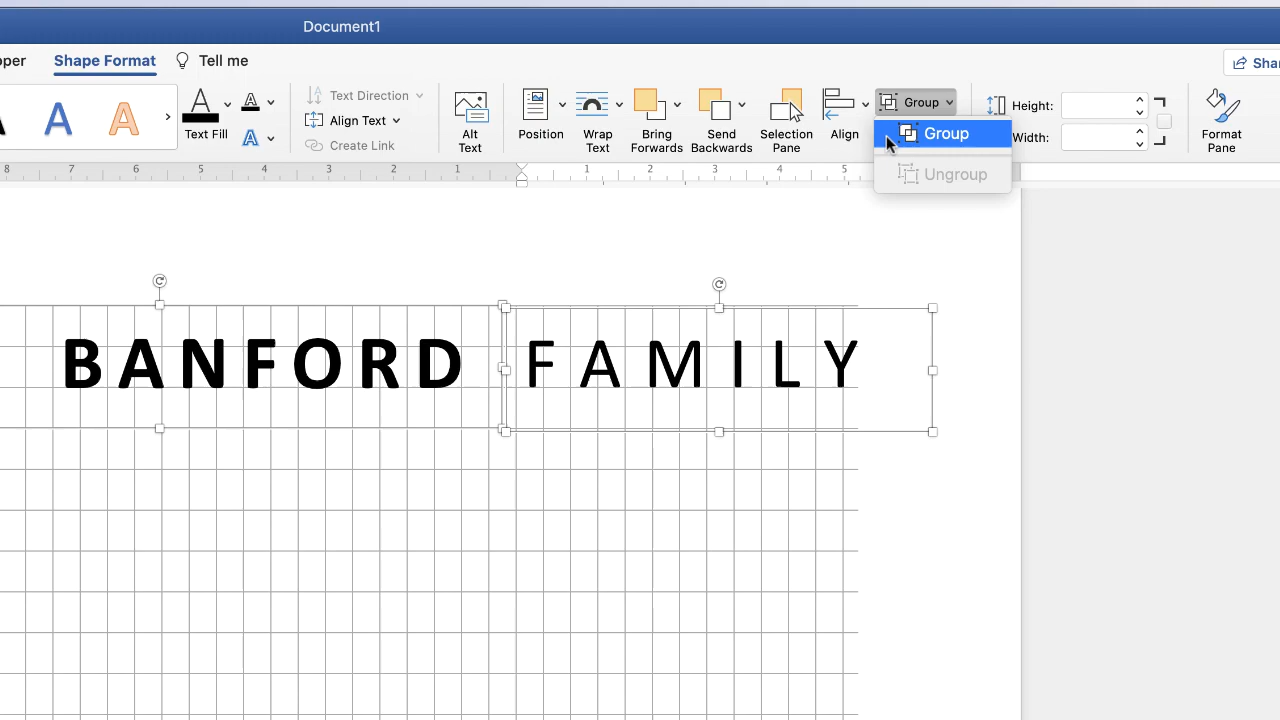 Document1
oper Shape Format Tell me Shar
A A Text Fill A A
Text Direction
Align Text
Create Link
Alt Text
Position
Wrap Text
Bring Forwards
Send Backwards
Selection Pane
Align
Group
Group
Ungroup
Height:
Width:
Format Pane
8 7 6 5 4 3 2 1 1 2 3 4 5
BANFORD FAMILY